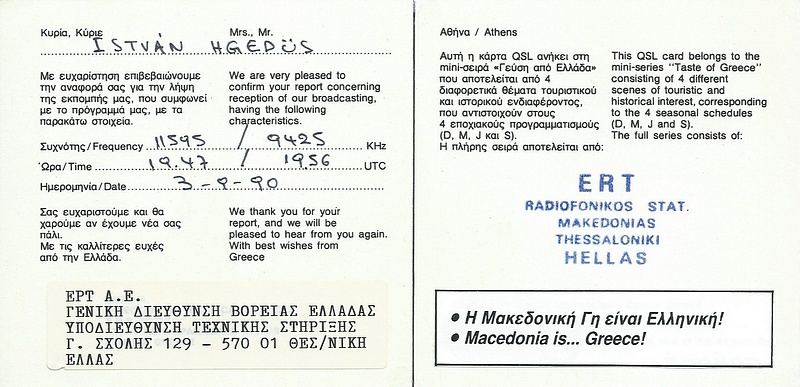 Κυρία, Κύριε
Mrs., Mr.
ISTVÁN HGEDÜS
Με ευχαρίστηση επιβεβαιώνουμε
την αναφορά σας για την λήψη
της εκπομπής μας, που συμφωνεί
με το πρόγραμμά μας, με τα
παρακάτω στοιχεία.
We are very pleased to
confirm your report concerning
reception of our broadcasting,
having the following
characteristics.
Συχνότης/Frequency 11595 / 9425 KHz
Ώρα/Time 19.47 / 1956 UTC
Ημερομηνία/Date 3-9-90
Σας ευχαριστούμε και θα
χαρούμε αν έχουμε νέα σας
πάλι.
Με τις καλλίτερες ευχές
από την Ελλάδα.
We thank you for your
report, and we will be
pleased to hear from you again.
With best wishes from
Greece
ΕΡΤ Α.Ε.
ΓΕΝΙΚΗ ΔΙΕΥΘΥΝΣΗ ΒΟΡΕΙΑΣ ΕΛΛΑΔΑΣ
ΥΠΟΔΙΕΥΘΥΝΣΗ ΤΕΧΝΙΚΗΣ ΣΤΗΡΙΞΗΣ
Γ. ΣΧΟΛΗΣ 129 - 570 01 ΘΕΣ/ΝΙΚΗ
ΕΛΛΑΣ
Αθήνα / Athens
Αυτή η κάρτα QSL ανήκει στη
mini-σειρά «Γεύση από Ελλάδα»
που αποτελείται από 4
διαφορετικά θέματα τουριστικού
και ιστορικού ενδιαφέροντος,
που αντιστοιχούν στους
4 εποχιακούς προγραμματισμούς
(D, M, J και S).
Η πλήρης σειρά αποτελείται από:
This QSL card belongs to the
mini-series "Taste of Greece"
consisting of 4 different
scenes of touristic and
historical interest, corresponding
to the 4 seasonal schedules
(D, M, J and S).
The full series consists of:
ERT
RADIOFONIKOS STAT.
MAKEDONIAS
THESSALONIKI
HELLAS
● Η Μακεδονική Γη είναι Ελληνική!
● Macedonia is... Greece!